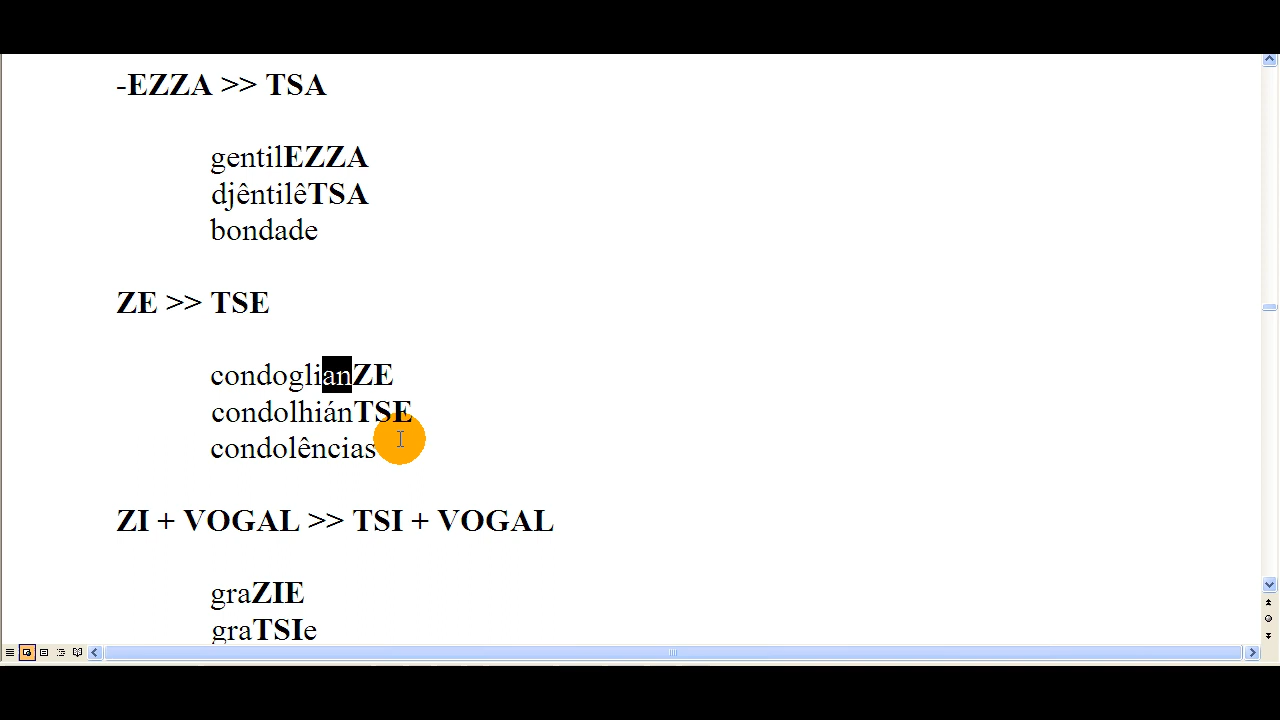 -EZZA >> TSA
gentilEZZA
djêntilêTSA
bondade
ZE >> TSE
condoglianZE
condolhiánTSE
condolências
ZI + VOGAL >> TSI + VOGAL
graZIE
graTSIe